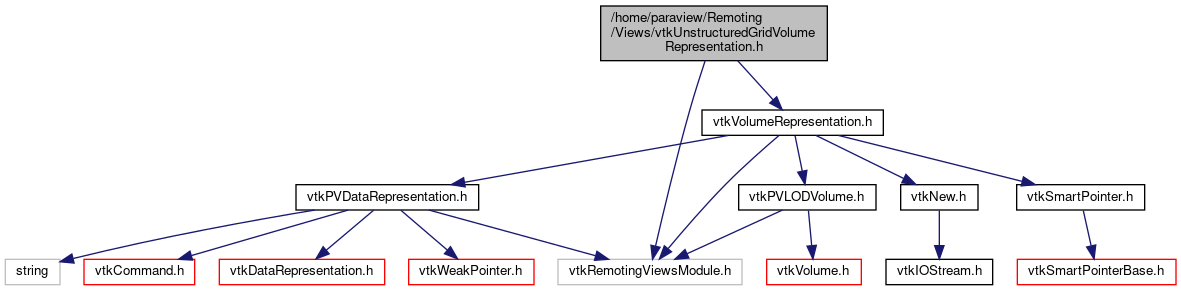 /home/paraview/Remoting
/Views/vtkUnstructuredGridVolume
Representation.h
vtkVolumeRepresentation.h
vtkPVDataRepresentation.h
vtkPVLODVolume.h
vtkNew.h
vtkSmartPointer.h
string
vtkCommand.h
vtkDataRepresentation.h
vtkWeakPointer.h
vtkRemotingViewsModule.h
vtkVolume.h
vtkIOStream.h
vtkSmartPointerBase.h